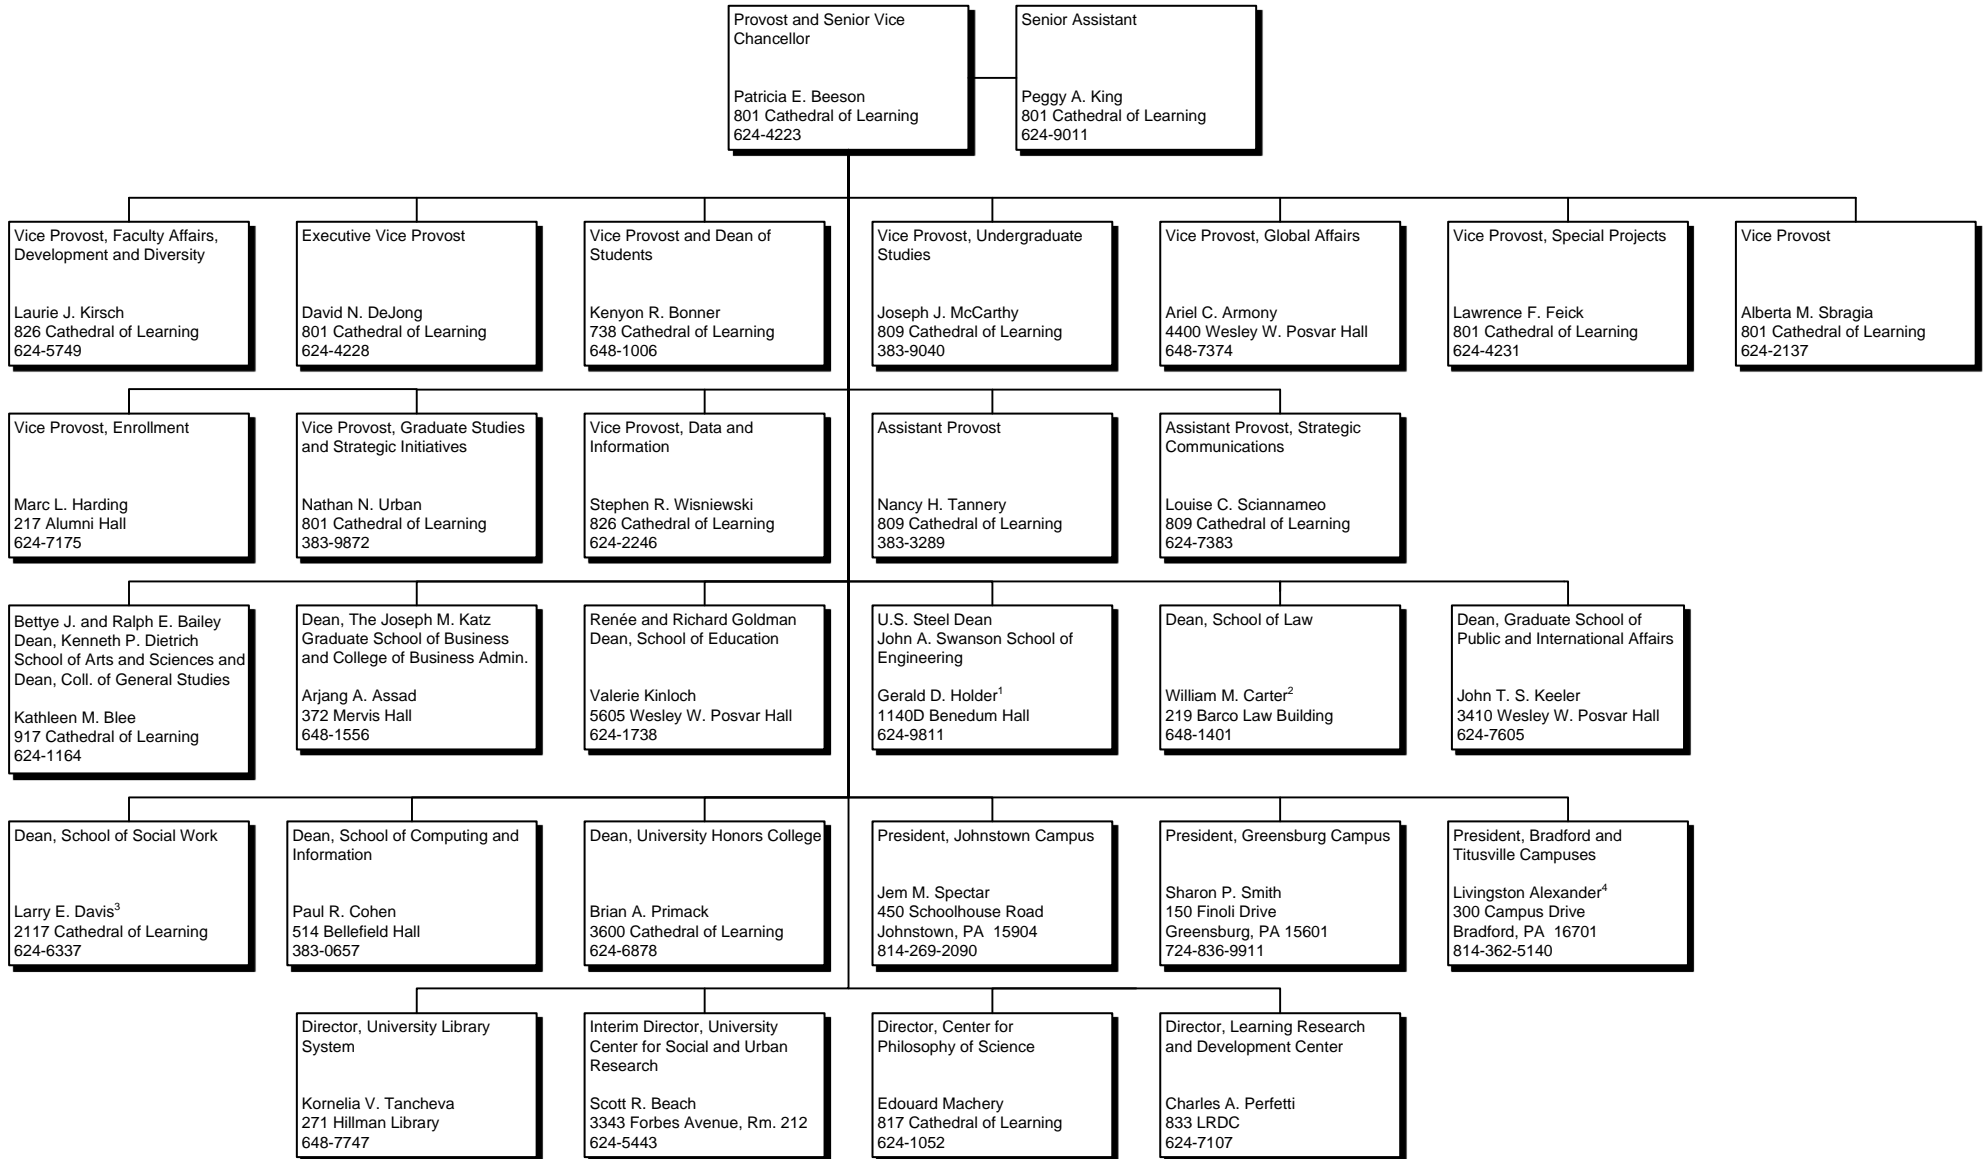 Provost and Senior Vice
Chancellor
Patricia E. Beeson
801 Cathedral of Learning
624-4223
Senior Assistant
Peggy A. King
801 Cathedral of Learning
624-9011
Vice Provost, Faculty Affairs,
Development and Diversity
Laurie J. Kirsch
826 Cathedral of Learning
624-5749
Executive Vice Provost
David N. DeJong
801 Cathedral of Learning
624-4228
Vice Provost and Dean of
Students
Kenyon R. Bonner
738 Cathedral of Learning
648-1006
Vice Provost, Undergraduate
Studies
Joseph J. McCarthy
809 Cathedral of Learning
383-9040
Vice Provost, Global Affairs
Ariel C. Armony
4400 Wesley W. Posvar Hall
648-7374
Vice Provost, Special Projects
Lawrence F. Feick
801 Cathedral of Learning
624-4231
Vice Provost
Alberta M. Sbragia
801 Cathedral of Learning
624-2137
Vice Provost, Enrollment
Marc L. Harding
217 Alumni Hall
624-7175
Vice Provost, Graduate Studies
and Strategic Initiatives
Nathan N. Urban
801 Cathedral of Learning
383-9872
Vice Provost, Data and
Information
Stephen R. Wisniewski
826 Cathedral of Learning
624-2246
Assistant Provost
Nancy H. Tannery
809 Cathedral of Learning
383-3289
Assistant Provost, Strategic
Communications
Louise C. Sciannameo
809 Cathedral of Learning
624-7383
Bettye J. and Ralph E. Bailey
Dean, Kenneth P. Dietrich
School of Arts and Sciences and
Dean, Coll. of General Studies
Kathleen M. Blee
917 Cathedral of Learning
624-1164
Dean, The Joseph M. Katz
Graduate School of Business
and College of Business Admin.
Arjang A. Assad
372 Mervis Hall
648-1556
Renée and Richard Goldman
Dean, School of Education
Valerie Kinloch
5605 Wesley W. Posvar Hall
624-1738
U.S. Steel Dean
John A. Swanson School of
Engineering
Gerald D. Holder¹
1140D Benedum Hall
624-9811
Dean, School of Law
William M. Carter²
219 Barco Law Building
648-1401
Dean, Graduate School of
Public and International Affairs
John T. S. Keeler
3410 Wesley W. Posvar Hall
624-7605
Dean, School of Social Work
Larry E. Davis³
2117 Cathedral of Learning
624-6337
Dean, School of Computing and
Information
Paul R. Cohen
514 Bellefield Hall
383-0657
Dean, University Honors College
Brian A. Primack
3600 Cathedral of Learning
624-6878
President, Johnstown Campus
Jem M. Spectar
450 Schoolhouse Road
Johnstown, PA  15904
814-269-2090
President, Greensburg Campus
Sharon P. Smith
150 Finoli Drive
Greensburg, PA 15601
724-836-9911
President, Bradford and
Titusville Campuses
Livingston Alexander⁴
300 Campus Drive
Bradford, PA  16701
814-362-5140
Director, University Library
System
Kornelia V. Tancheva
271 Hillman Library
648-7747
Interim Director, University
Center for Social and Urban
Research
Scott R. Beach
3343 Forbes Avenue, Rm. 212
624-5443
Director, Center for
Philosophy of Science
Edouard Machery
817 Cathedral of Learning
624-1052
Director, Learning Research
and Development Center
Charles A. Perfetti
833 LRDC
624-7107